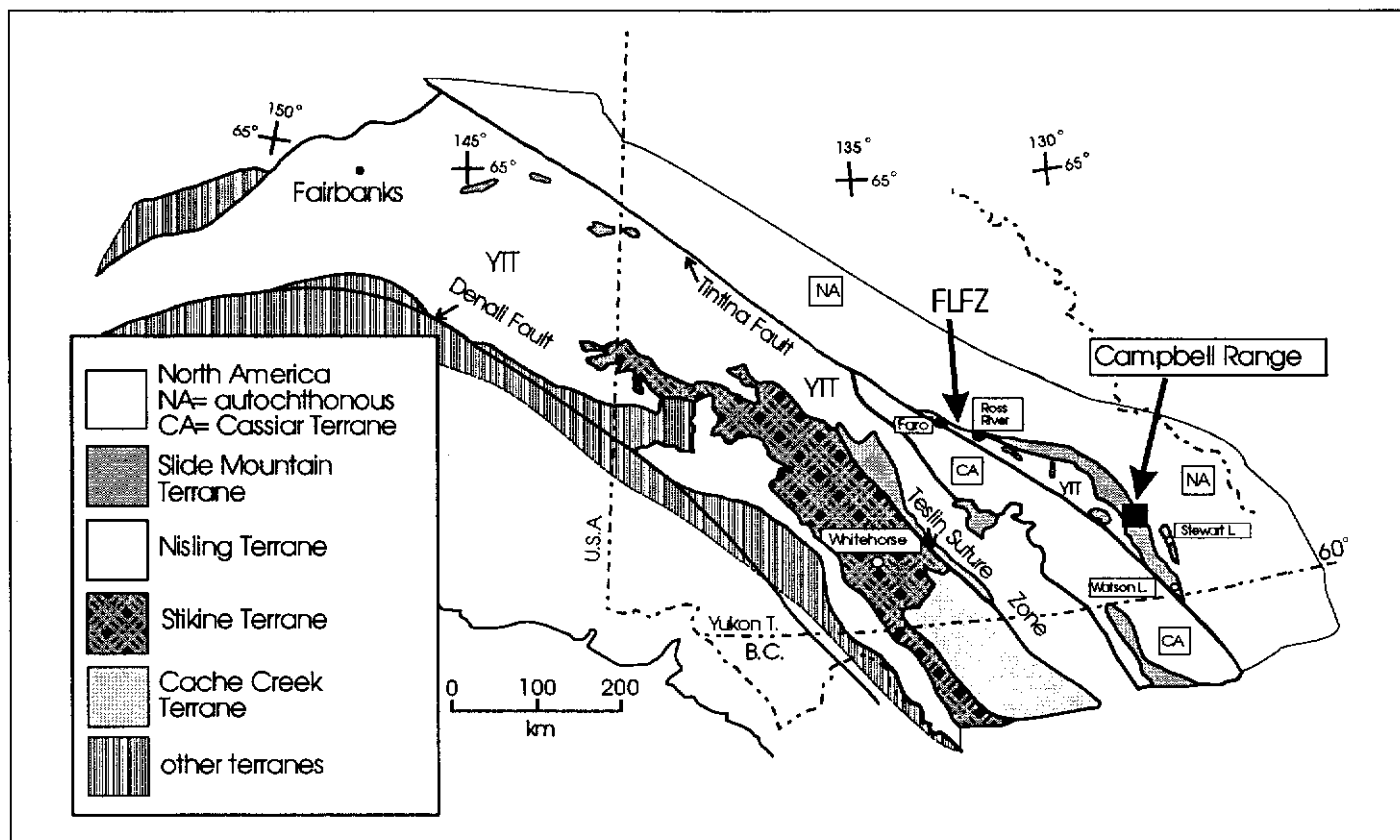 150°
65°
145°
65°
135°
65°
130°
65°
Fairbanks
YTT
Denali Fault
Tintina Fault
NA
FLFZ
Campbell Range
YTT
Faro
Ross
River
CA
YTT
NA
Stewart L.
Teslin Suture
Zone
Whitehorse
60°
Watson L.
CA
U.S.A.
Yukon T.
B.C.
0 100 200
km
North America
NA= autochthonous
CA= Cassiar Terrane
Slide Mountain
Terrane
Nisling Terrane
Stikine Terrane
Cache Creek
Terrane
other terranes